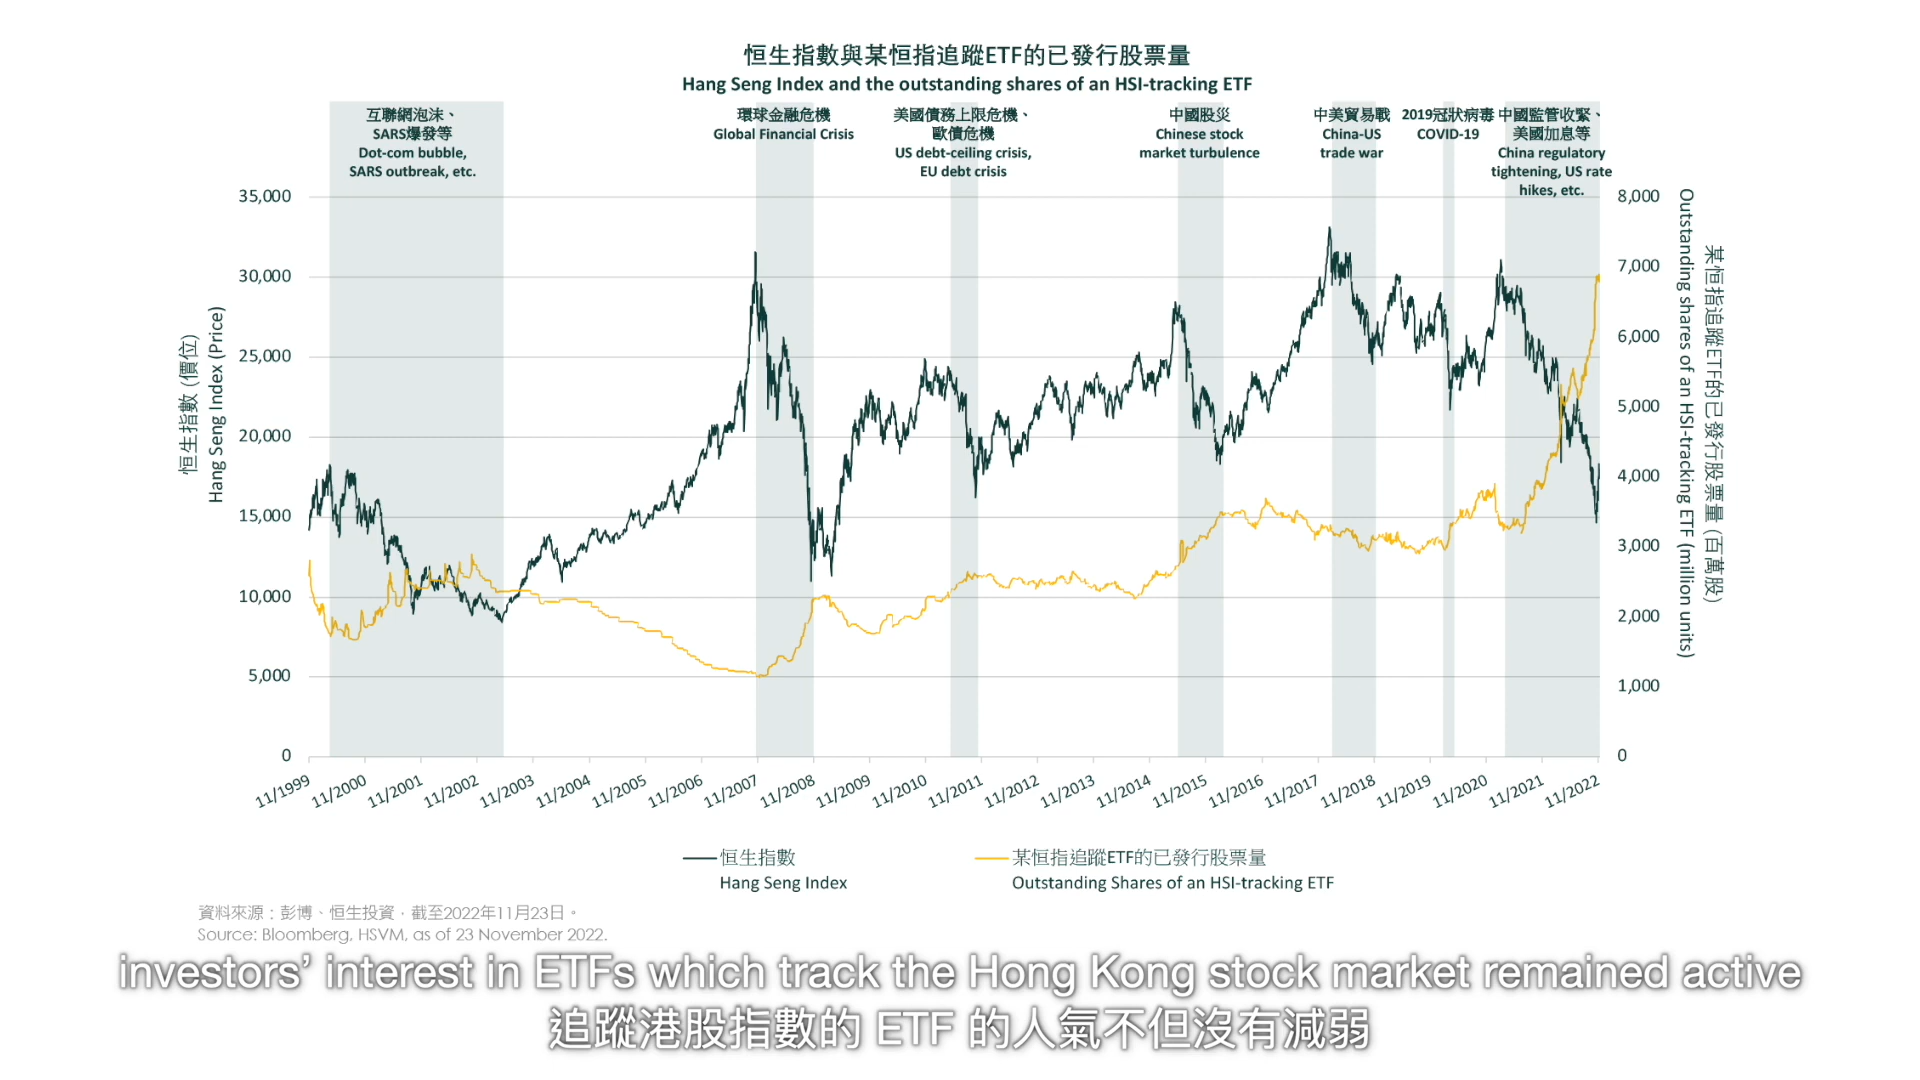 恒生指數與某恒指追蹤ETF的已發行股票量
Hang Seng Index and the outstanding shares of an HSI-tracking ETF
互聯網泡沫、
SARS爆發等
Dot-com bubble,
SARS outbreak, etc.
環球金融危機
Global Financial Crisis
美國債務上限危機、
歐債危機
US debt-ceiling crisis,
EU debt crisis
中國股災
Chinese stock
market turbulence
中美貿易戰
China-US
trade war
2019冠狀病毒
COVID-19
中國監管收緊、
美國加息等
China regulatory
tightening, US rate
hikes, etc.
恒生指數 (價位)
Hang Seng Index (Price)
35,000
30,000
25,000
20,000
15,000
10,000
5,000
0
8,000
7,000
6,000
5,000
4,000
3,000
2,000
1,000
0
某恒指追蹤ETF的已發行股票量 (百萬股)
Outstanding shares of an HSI-tracking ETF (million units)
11/1999
11/2000
11/2001
11/2002
11/2003
11/2004
11/2005
11/2006
11/2007
11/2008
11/2009
11/2010
11/2011
11/2012
11/2013
11/2014
11/2015
11/2016
11/2017
11/2018
11/2019
11/2020
11/2021
11/2022
恒生指數
Hang Seng Index
某恒指追蹤ETF的已發行股票量
Outstanding Shares of an HSI-tracking ETF
資料來源：彭博、恒生投資，截至2022年11月23日。
Source: Bloomberg, HSVM, as of 23 November 2022.
investors’ interest in ETFs which track the Hong Kong stock market remained active
追蹤港股指數的 ETF 的人氣不但沒有減弱